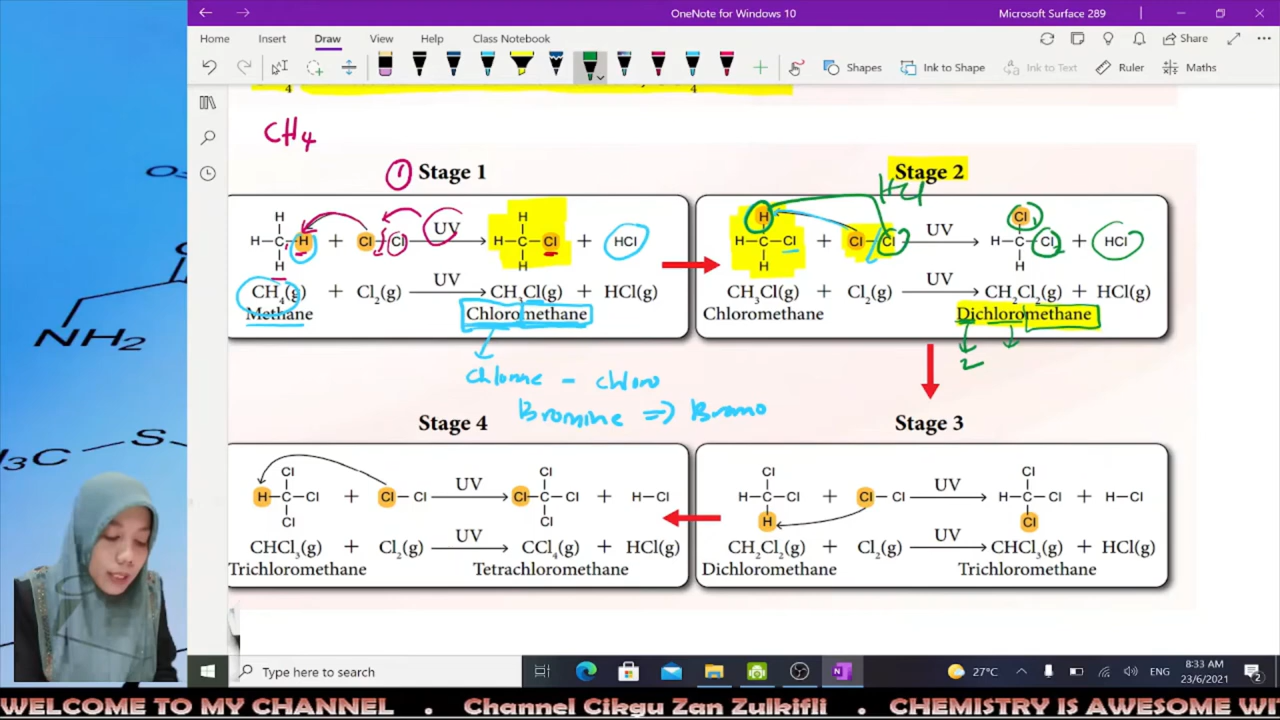 OneNote for Windows 10
Microsoft Surface 289
Home Insert Draw View Help Class Notebook
Share
Shapes Ink to Shape Ink to Text Ruler Maths
4 4
CH4
① Stage 1
H
H–C–H + Cl Cl UV H–C–Cl + HCl
H
CH₄(g) + Cl₂(g) UV CH₃Cl(g) + HCl(g)
Methane Chloromethane
Chlorine – chloro
Bromine ⇒ Bromo
Stage 2
HCl
H Cl
H–C–Cl + Cl–Cl UV H–C–Cl + HCl
H H
CH₃Cl(g) + Cl₂(g) UV CH₂Cl₂(g) + HCl(g)
Chloromethane Dichloromethane
2
Stage 4
Cl Cl
H–C–Cl + Cl–Cl UV Cl–C–Cl + H–Cl
Cl Cl
CHCl₃(g) + Cl₂(g) UV CCl₄(g) + HCl(g)
Trichloromethane Tetrachloromethane
Stage 3
Cl Cl
H–C–Cl + Cl–Cl UV H–C–Cl + H–Cl
H Cl
CH₂Cl₂(g) + Cl₂(g) UV CHCl₃(g) + HCl(g)
Dichloromethane Trichloromethane
NH2
S
Type here to search
27°C
ENG
8:33 AM
23/6/2021
2
WELCOME TO MY CHANNEL . Channel Cikgu Zan Zulkifli . CHEMISTRY IS AWESOME WI